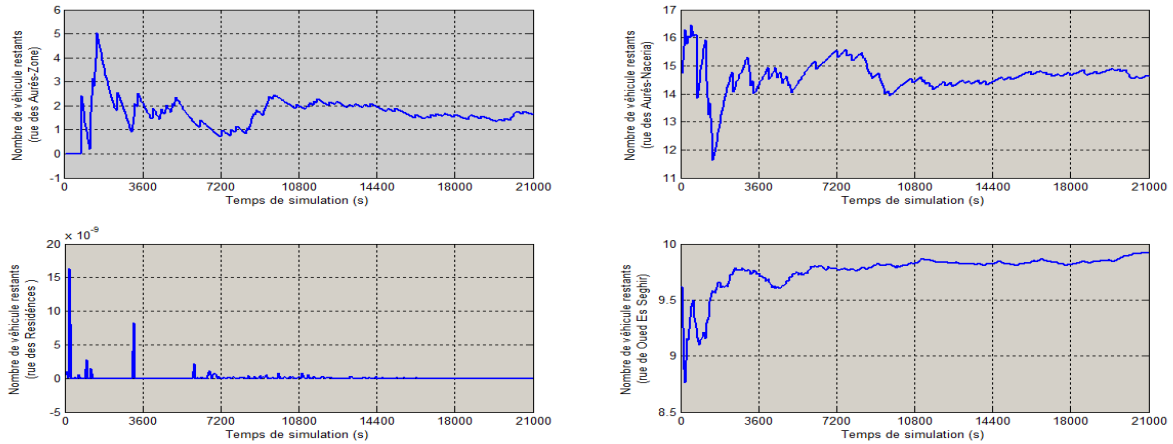 Nombre de véhicule restants
(rue des Aurés-Zone)
6
5
4
3
2
1
0
-1
0 3600 7200 10800 14400 18000 21000
Temps de simulation (s)
Nombre de véhicule restants
(rue des Aurés-Naceria)
17
16
15
14
13
12
11
0 3600 7200 10800 14400 18000 21000
Temps de simulation (s)
Nombre de véhicule restants
(rue des Residénces )
x 10⁻⁹
20
15
10
5
0
-5
0 3600 7200 10800 14400 18000 21000
Temps de simulation (s)
Nombre de véhicule restants
(rue de Oued Es Seghir)
10
9.5
9
8.5
0 3600 7200 10800 14400 18000 21000
Temps de simulation (s)